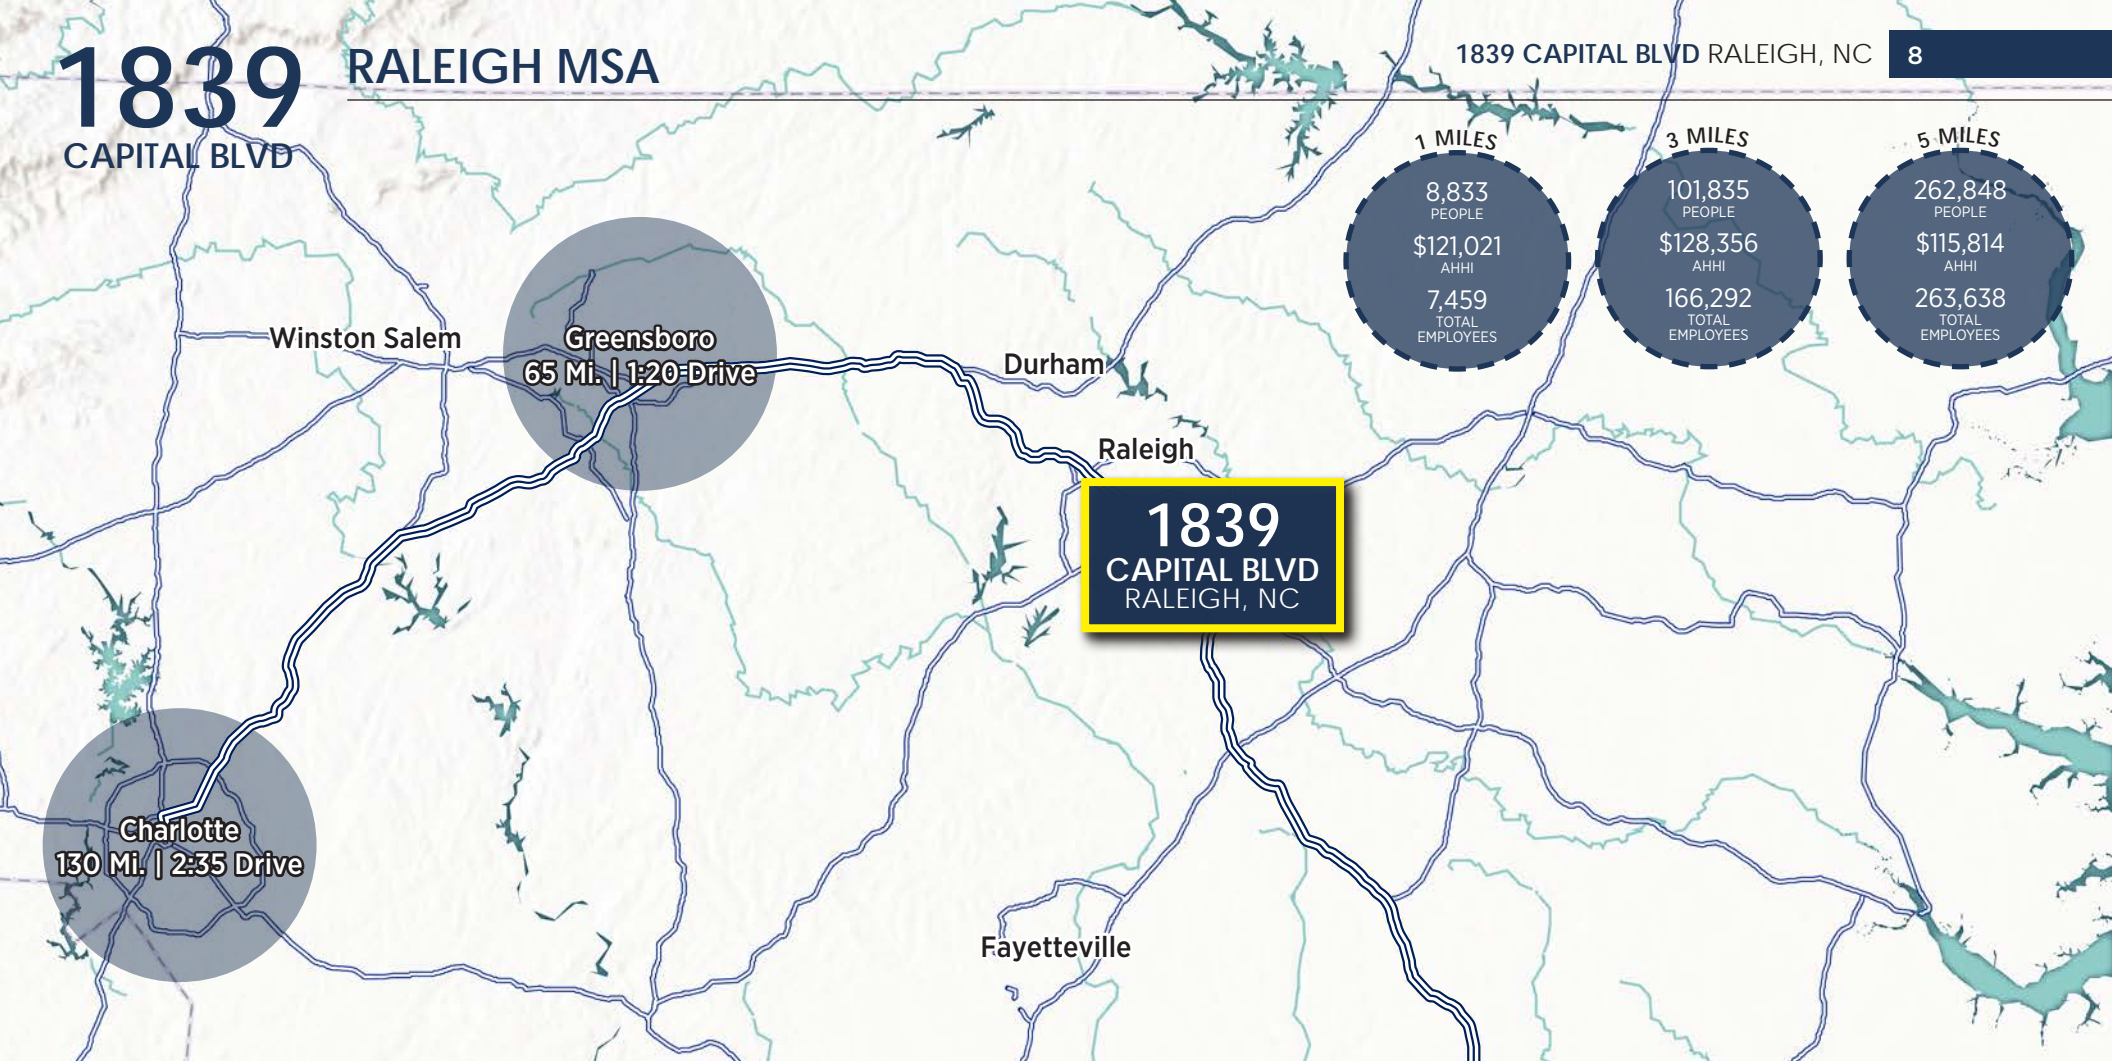 1839
CAPITAL BLVD
RALEIGH MSA
1839 CAPITAL BLVD RALEIGH, NC
8
1 MILES
8,833
PEOPLE
$121,021
AHHI
7,459
TOTAL
EMPLOYEES
3 MILES
101,835
PEOPLE
$128,356
AHHI
166,292
TOTAL
EMPLOYEES
5 MILES
262,848
PEOPLE
$115,814
AHHI
263,638
TOTAL
EMPLOYEES
Winston Salem
Greensboro
65 Mi. | 1:20 Drive
Durham
Raleigh
1839
CAPITAL BLVD
RALEIGH, NC
Charlotte
130 Mi. | 2:35 Drive
Fayetteville